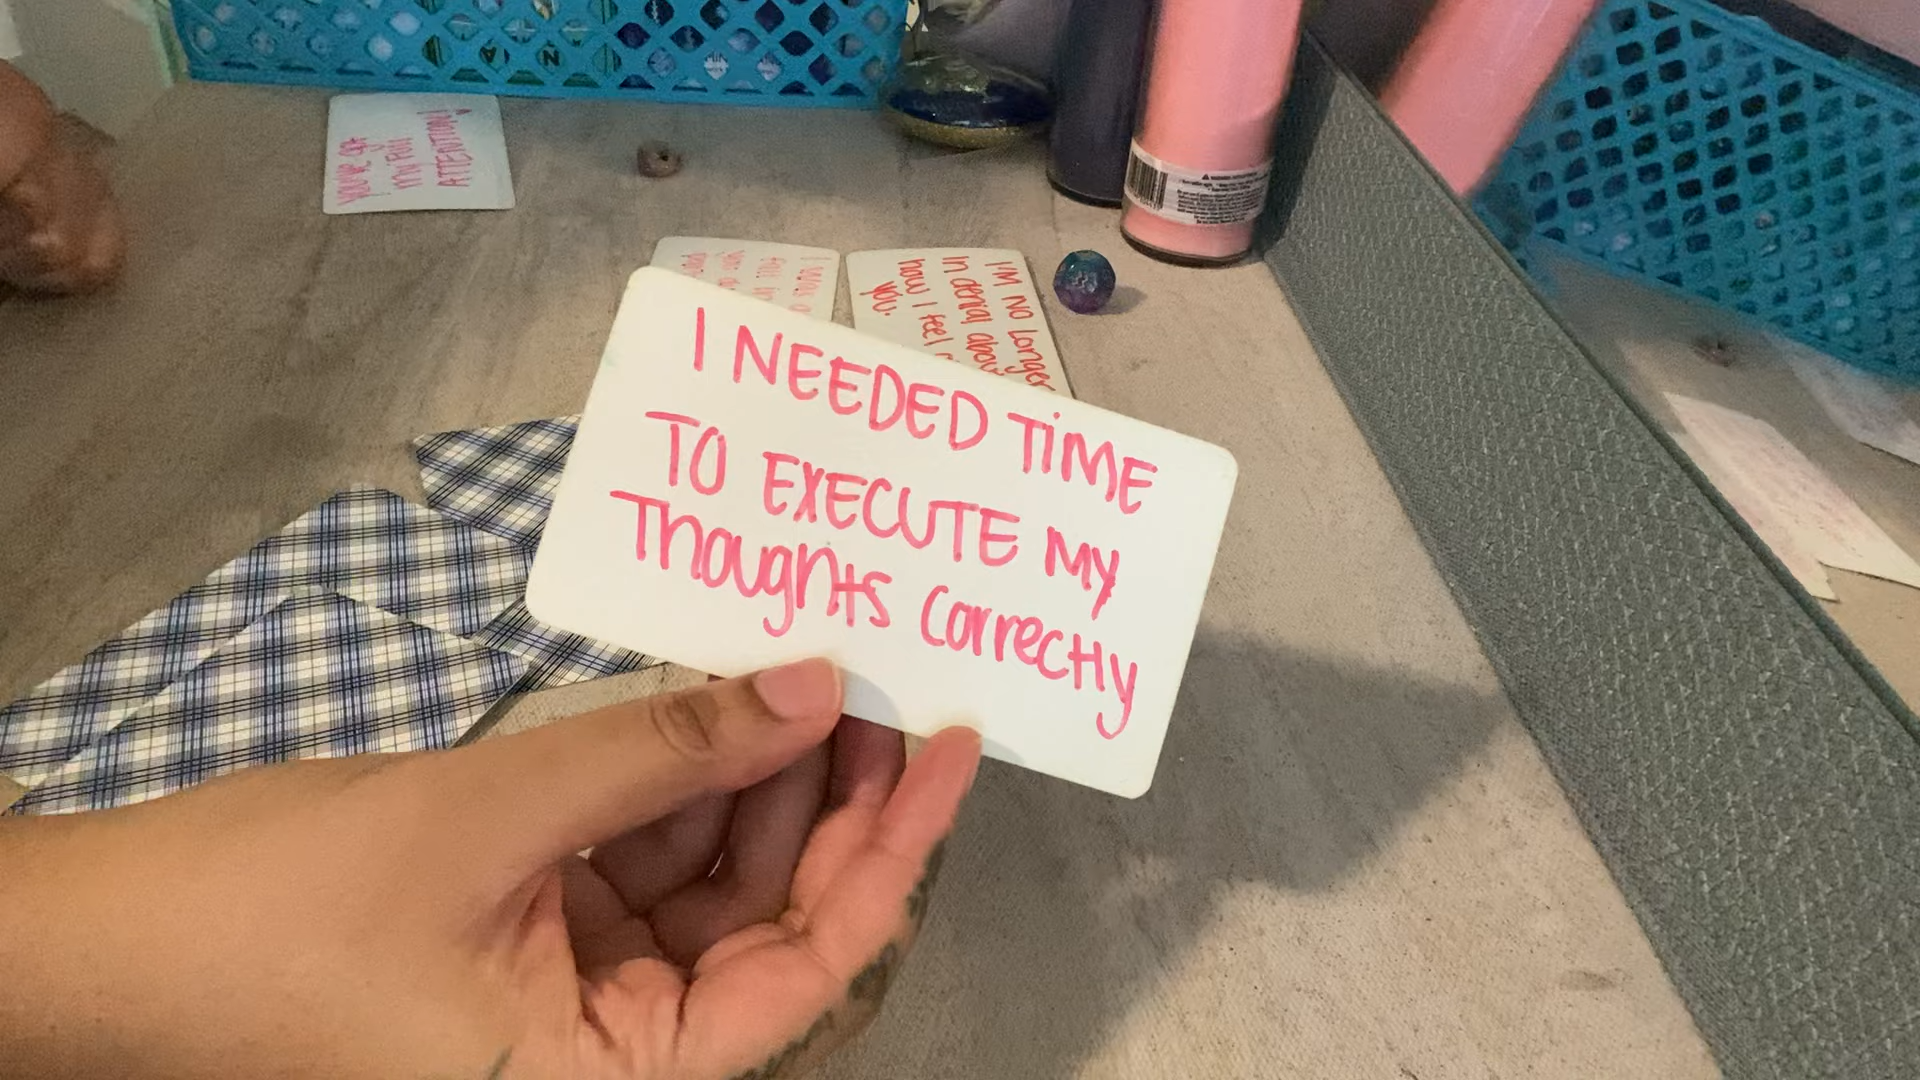 YOU'VE GOT
MY FULL
ATTENTION!
I was
I'M NO LONGER
IN denial about
how I feel
you.
I NEEDED TiME
TO EXECUTE MY
Thoughts correctly